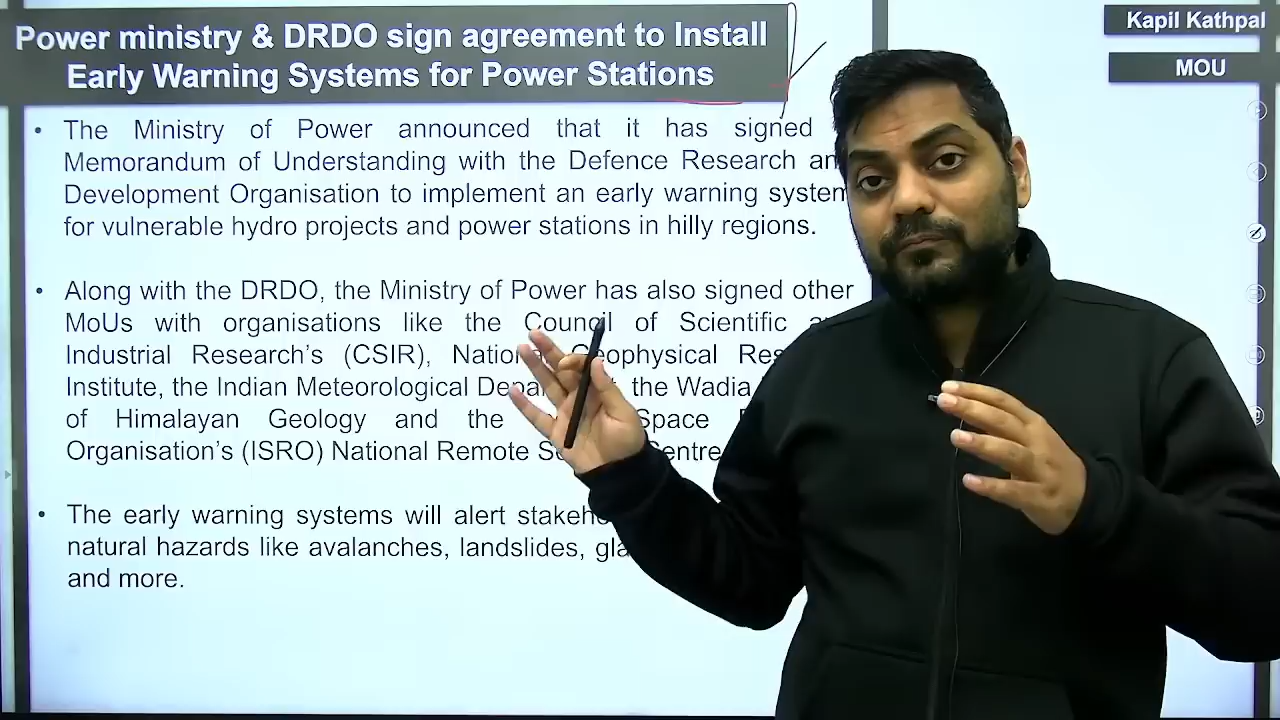 Power ministry & DRDO sign agreement to Install
Early Warning Systems for Power Stations
Kapil Kathpal
MOU
• The Ministry of Power announced that it has signed
Memorandum of Understanding with the Defence Research
Development Organisation to implement an early warning system
for vulnerable hydro projects and power stations in hilly regions.
• Along with the DRDO, the Ministry of Power has also signed other
MoUs with organisations like the Council of Scientific
Industrial Research's (CSIR), National Geophysical
Institute, the Indian Meteorological the Wadia
of Himalayan Geology and the Space
Organisation's (ISRO) National Remote Centre
• The early warning systems will alert
natural hazards like avalanches, landslides,
and more.